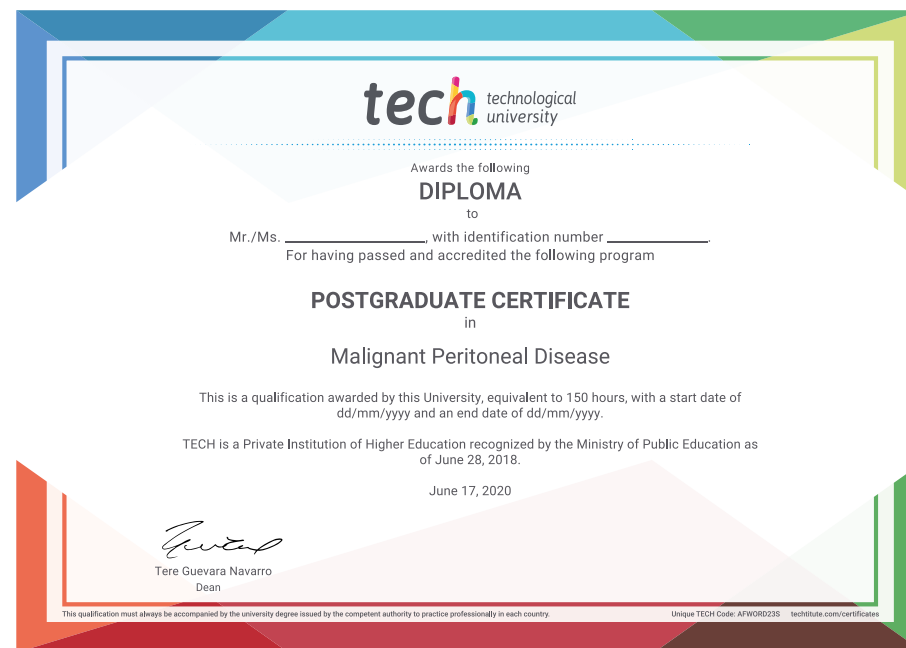 tech technological
university
Awards the following
DIPLOMA
to
Mr./Ms. ____________________, with identification number __________________.
For having passed and accredited the following program
POSTGRADUATE CERTIFICATE
in
Malignant Peritoneal Disease
This is a qualification awarded by this University, equivalent to 150 hours, with a start date of
dd/mm/yyyy and an end date of dd/mm/yyyy.
TECH is a Private Institution of Higher Education recognized by the Ministry of Public Education as
of June 28, 2018.
June 17, 2020
Tere Guevara Navarro
Dean
This qualification must always be accompanied by the university degree issued by the competent authority to practice professionally in each country. Unique TECH Code: AFWORD23S techtitute.com/certificates